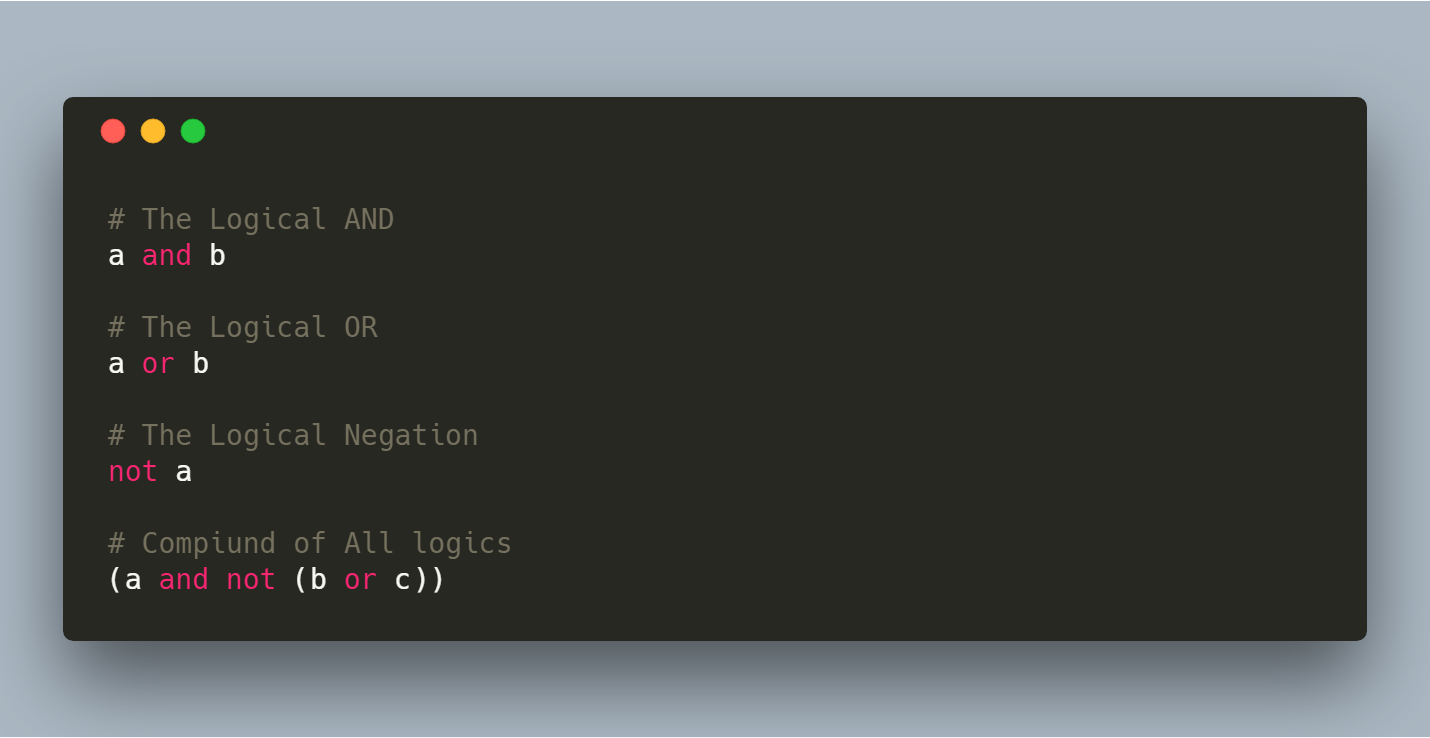 # The Logical AND
a and b
# The Logical OR
a or b
# The Logical Negation
not a
# Compiund of All logics
(a and not (b or c))